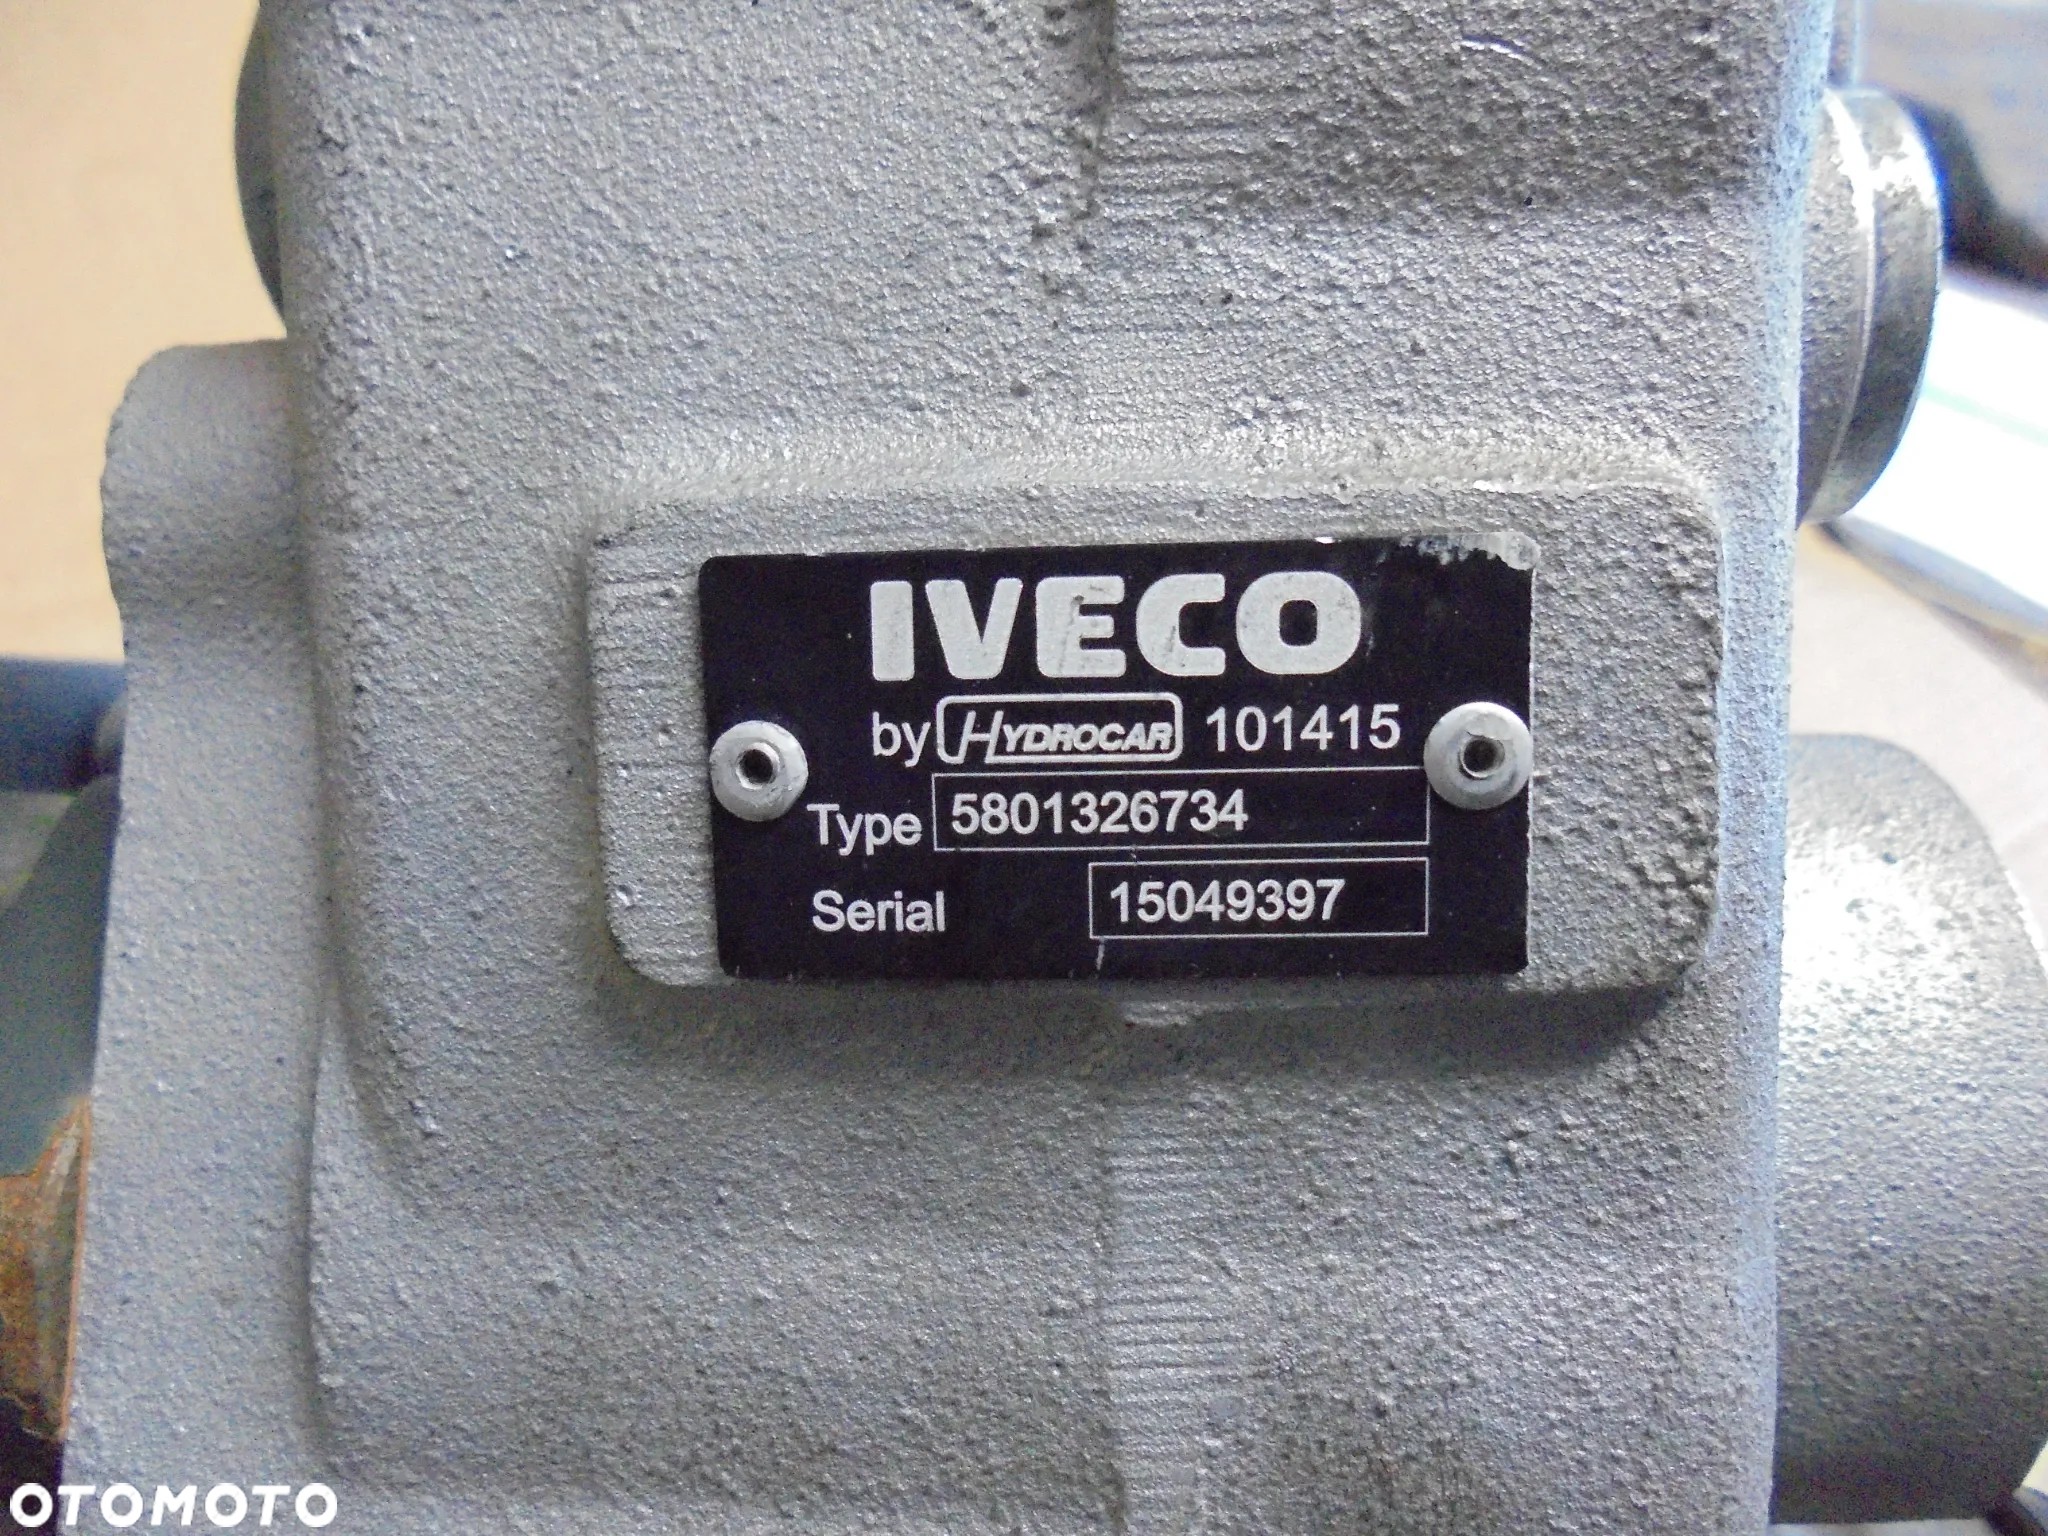 IVECO
by HYDROCAR 101415
Type 5801326734
Serial 15049397
OTOMOTO